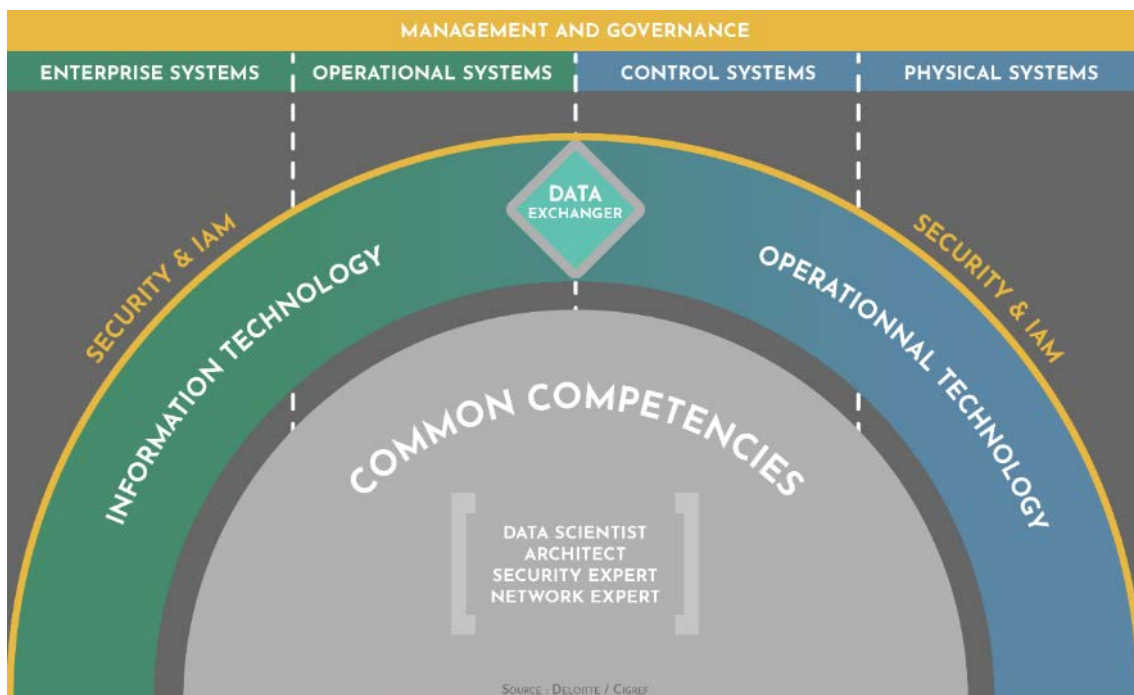 MANAGEMENT AND GOVERNANCE
ENTERPRISE SYSTEMS
OPERATIONAL SYSTEMS
CONTROL SYSTEMS
PHYSICAL SYSTEMS
DATA
EXCHANGER
SECURITY & IAM
INFORMATION TECHNOLOGY
OPERATIONNAL TECHNOLOGY
SECURITY & IAM
COMMON COMPETENCIES
DATA SCIENTIST
ARCHITECT
SECURITY EXPERT
NETWORK EXPERT
SOURCE : DELOITTE / CIGREF